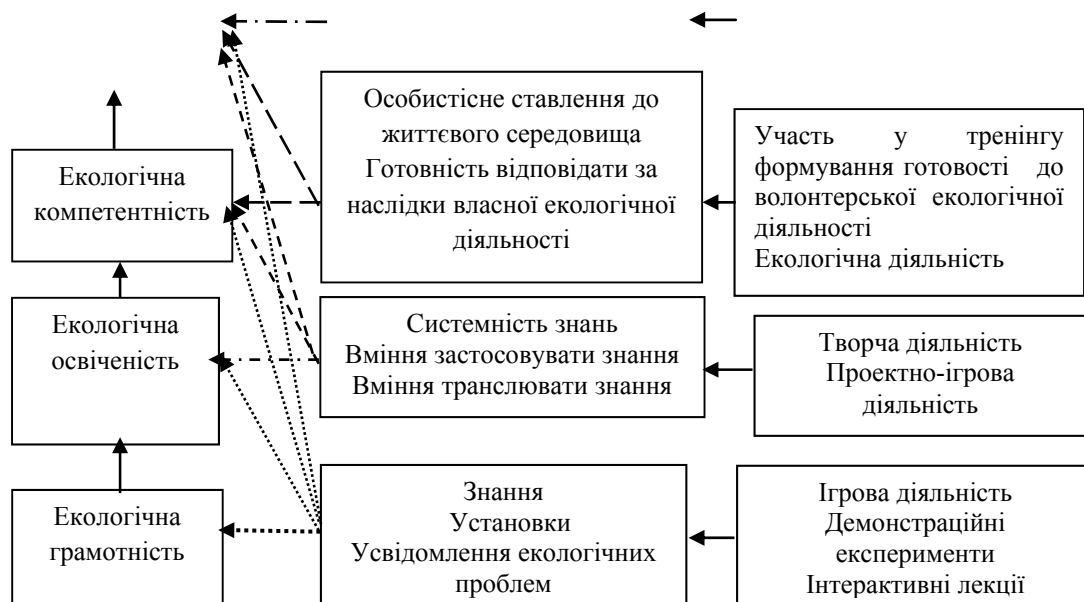 Екологічна
компетентність
Особистісне ставлення до
життєвого середовища
Готовність відповідати за
наслідки власної екологічної
діяльності
Участь у тренінгу
формування готовості до
волонтерської екологічної
діяльності
Екологічна діяльність
Екологічна
освіченість
Системність знань
Вміння застосовувати знання
Вміння транслювати знання
Творча діяльність
Проектно-ігрова
діяльність
Екологічна
грамотність
Знання
Установки
Усвідомлення екологічних
проблем
Ігрова діяльність
Демонстраційні
експерименти
Інтерактивні лекції